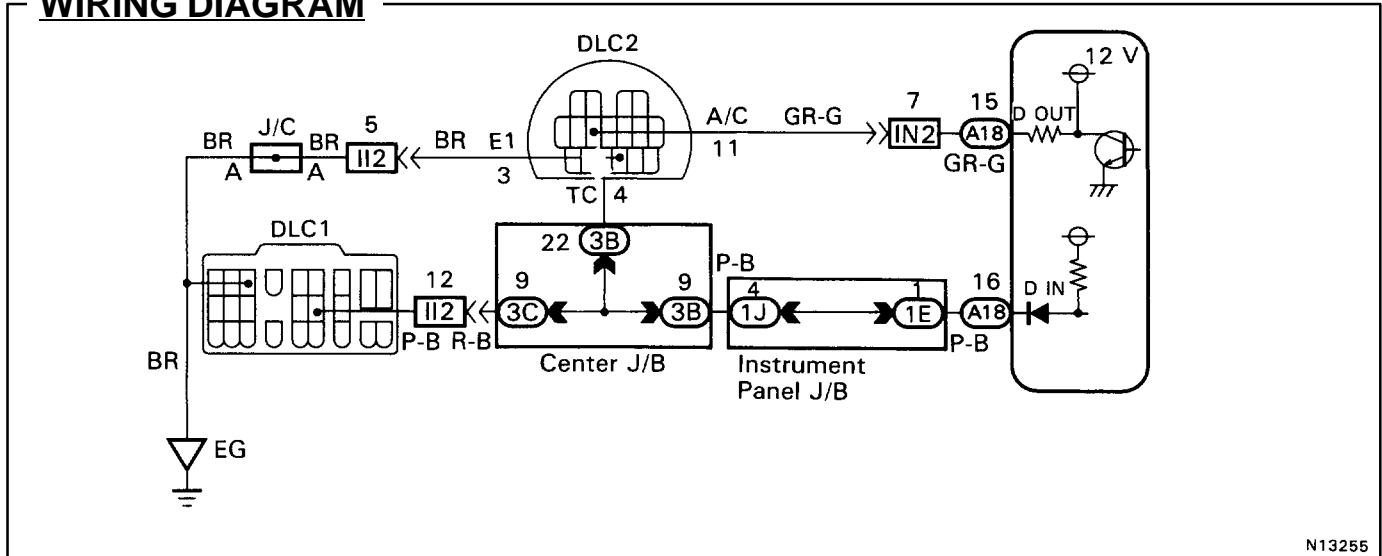 WIRING DIAGRAM
DLC2
12 V
J/C
5
A/C
GR-G
7
15
D OUT
BR
BR
II2
BR
E1
IN2
A18
A
A
3
11
GR-G
TC
4
DLC1
22
3B
P-B
12
9
9
4
1
16
D IN
II2
3C
3B
1J
1E
A18
P-B
R-B
P-B
BR
Center J/B
Instrument
Panel J/B
EG
N13255